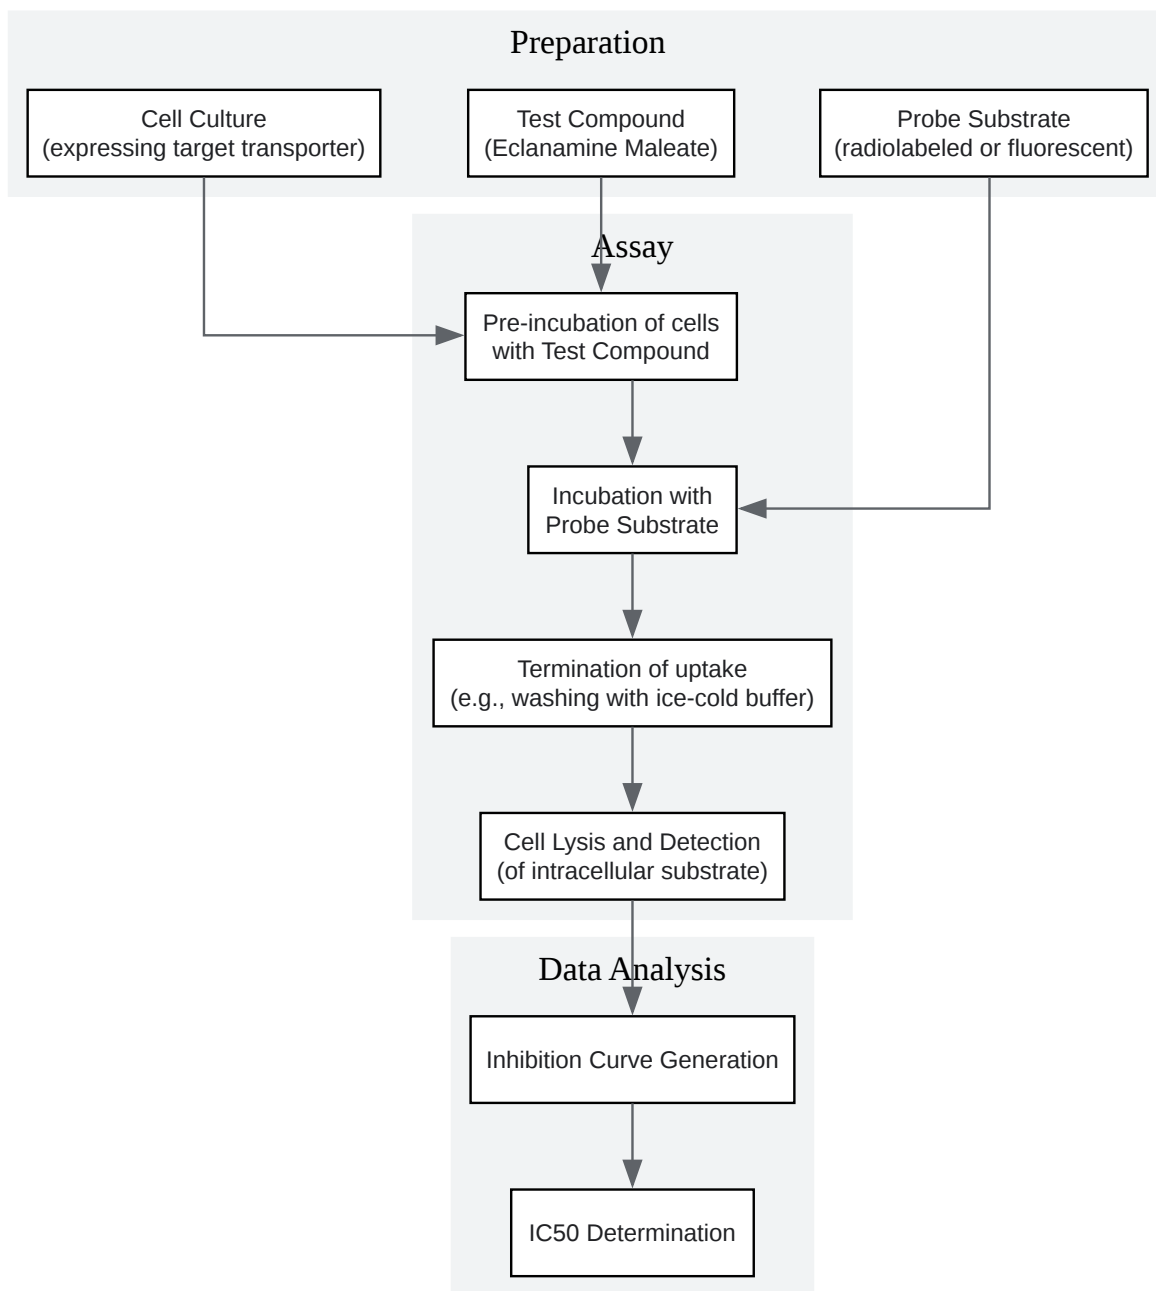 Preparation
Cell Culture
(expressing target transporter)
Test Compound
(Eclanamine Maleate)
Probe Substrate
(radiolabeled or fluorescent)
Assay
Pre-incubation of cells
with Test Compound
Incubation with
Probe Substrate
Termination of uptake
(e.g., washing with ice-cold buffer)
Cell Lysis and Detection
(of intracellular substrate)
Data Analysis
Inhibition Curve Generation
IC50 Determination